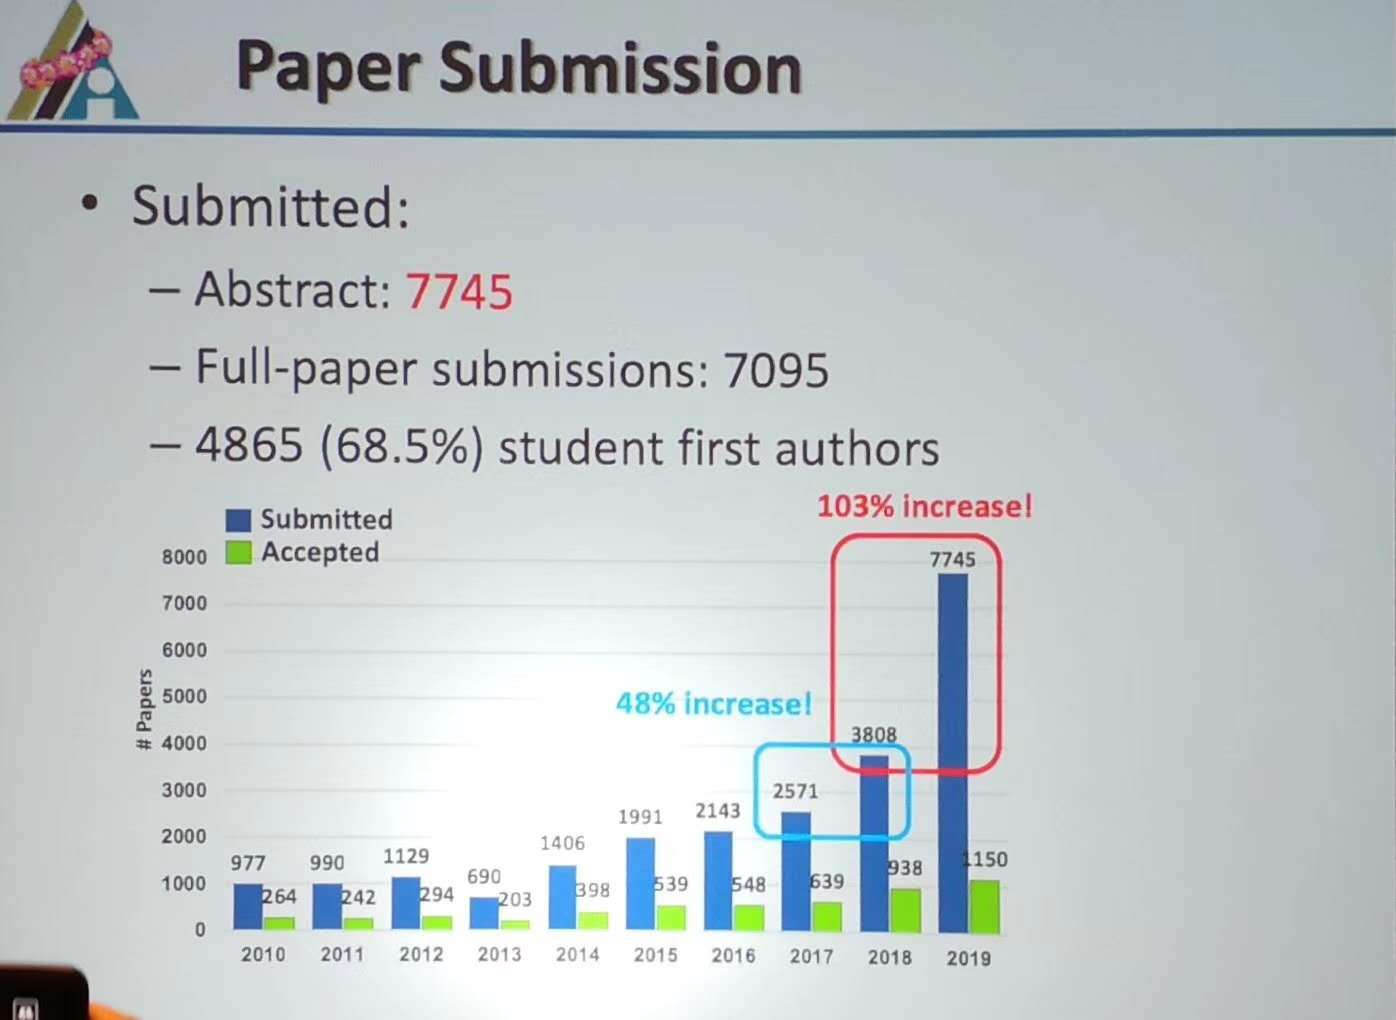 Paper Submission
• Submitted:
– Abstract: 7745
– Full-paper submissions: 7095
– 4865 (68.5%) student first authors
103% increase!
Submitted
Accepted
48% increase!
# Papers
8000
7000
6000
5000
4000
3000
2000
1000
0
977 264
990 242
1129 294
690 203
1406 398
1991 539
2143 548
2571 639
3808 938
7745 1150
2010 2011 2012 2013 2014 2015 2016 2017 2018 2019